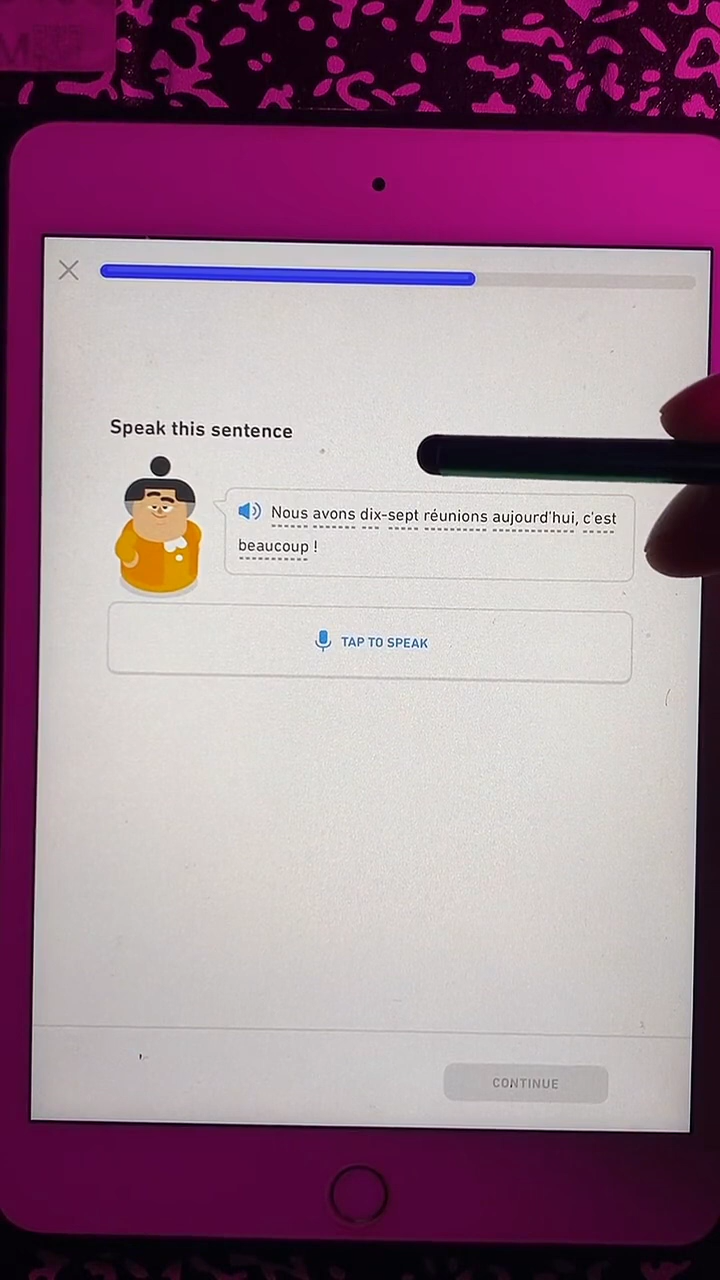 Speak this sentence
Nous avons dix-sept réunions aujourd'hui, c'est
beaucoup !
TAP TO SPEAK
CONTINUE